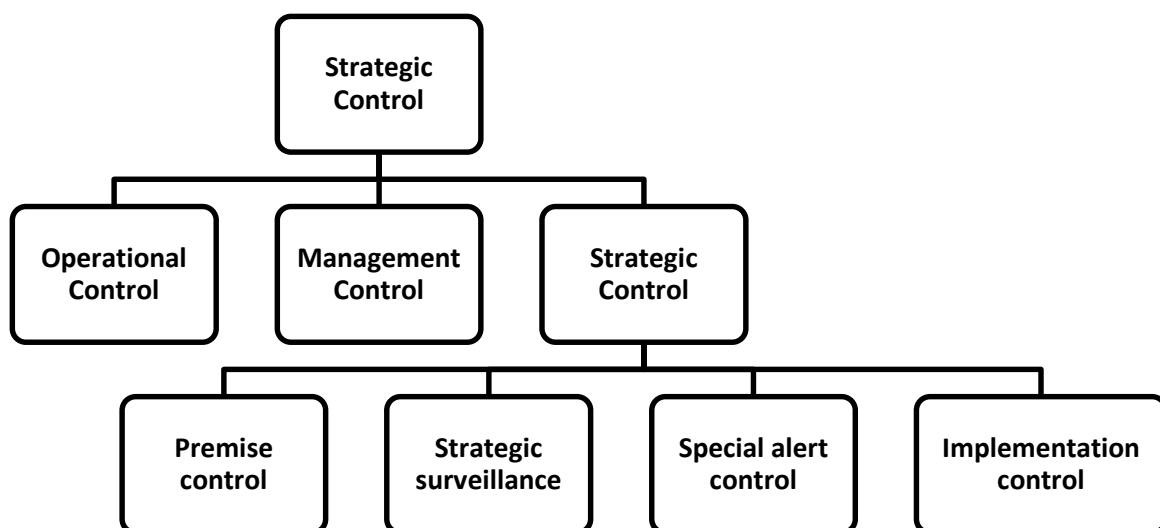 Strategic
Control
Operational
Control
Management
Control
Strategic
Control
Premise
control
Strategic
surveillance
Special alert
control
Implementation
control